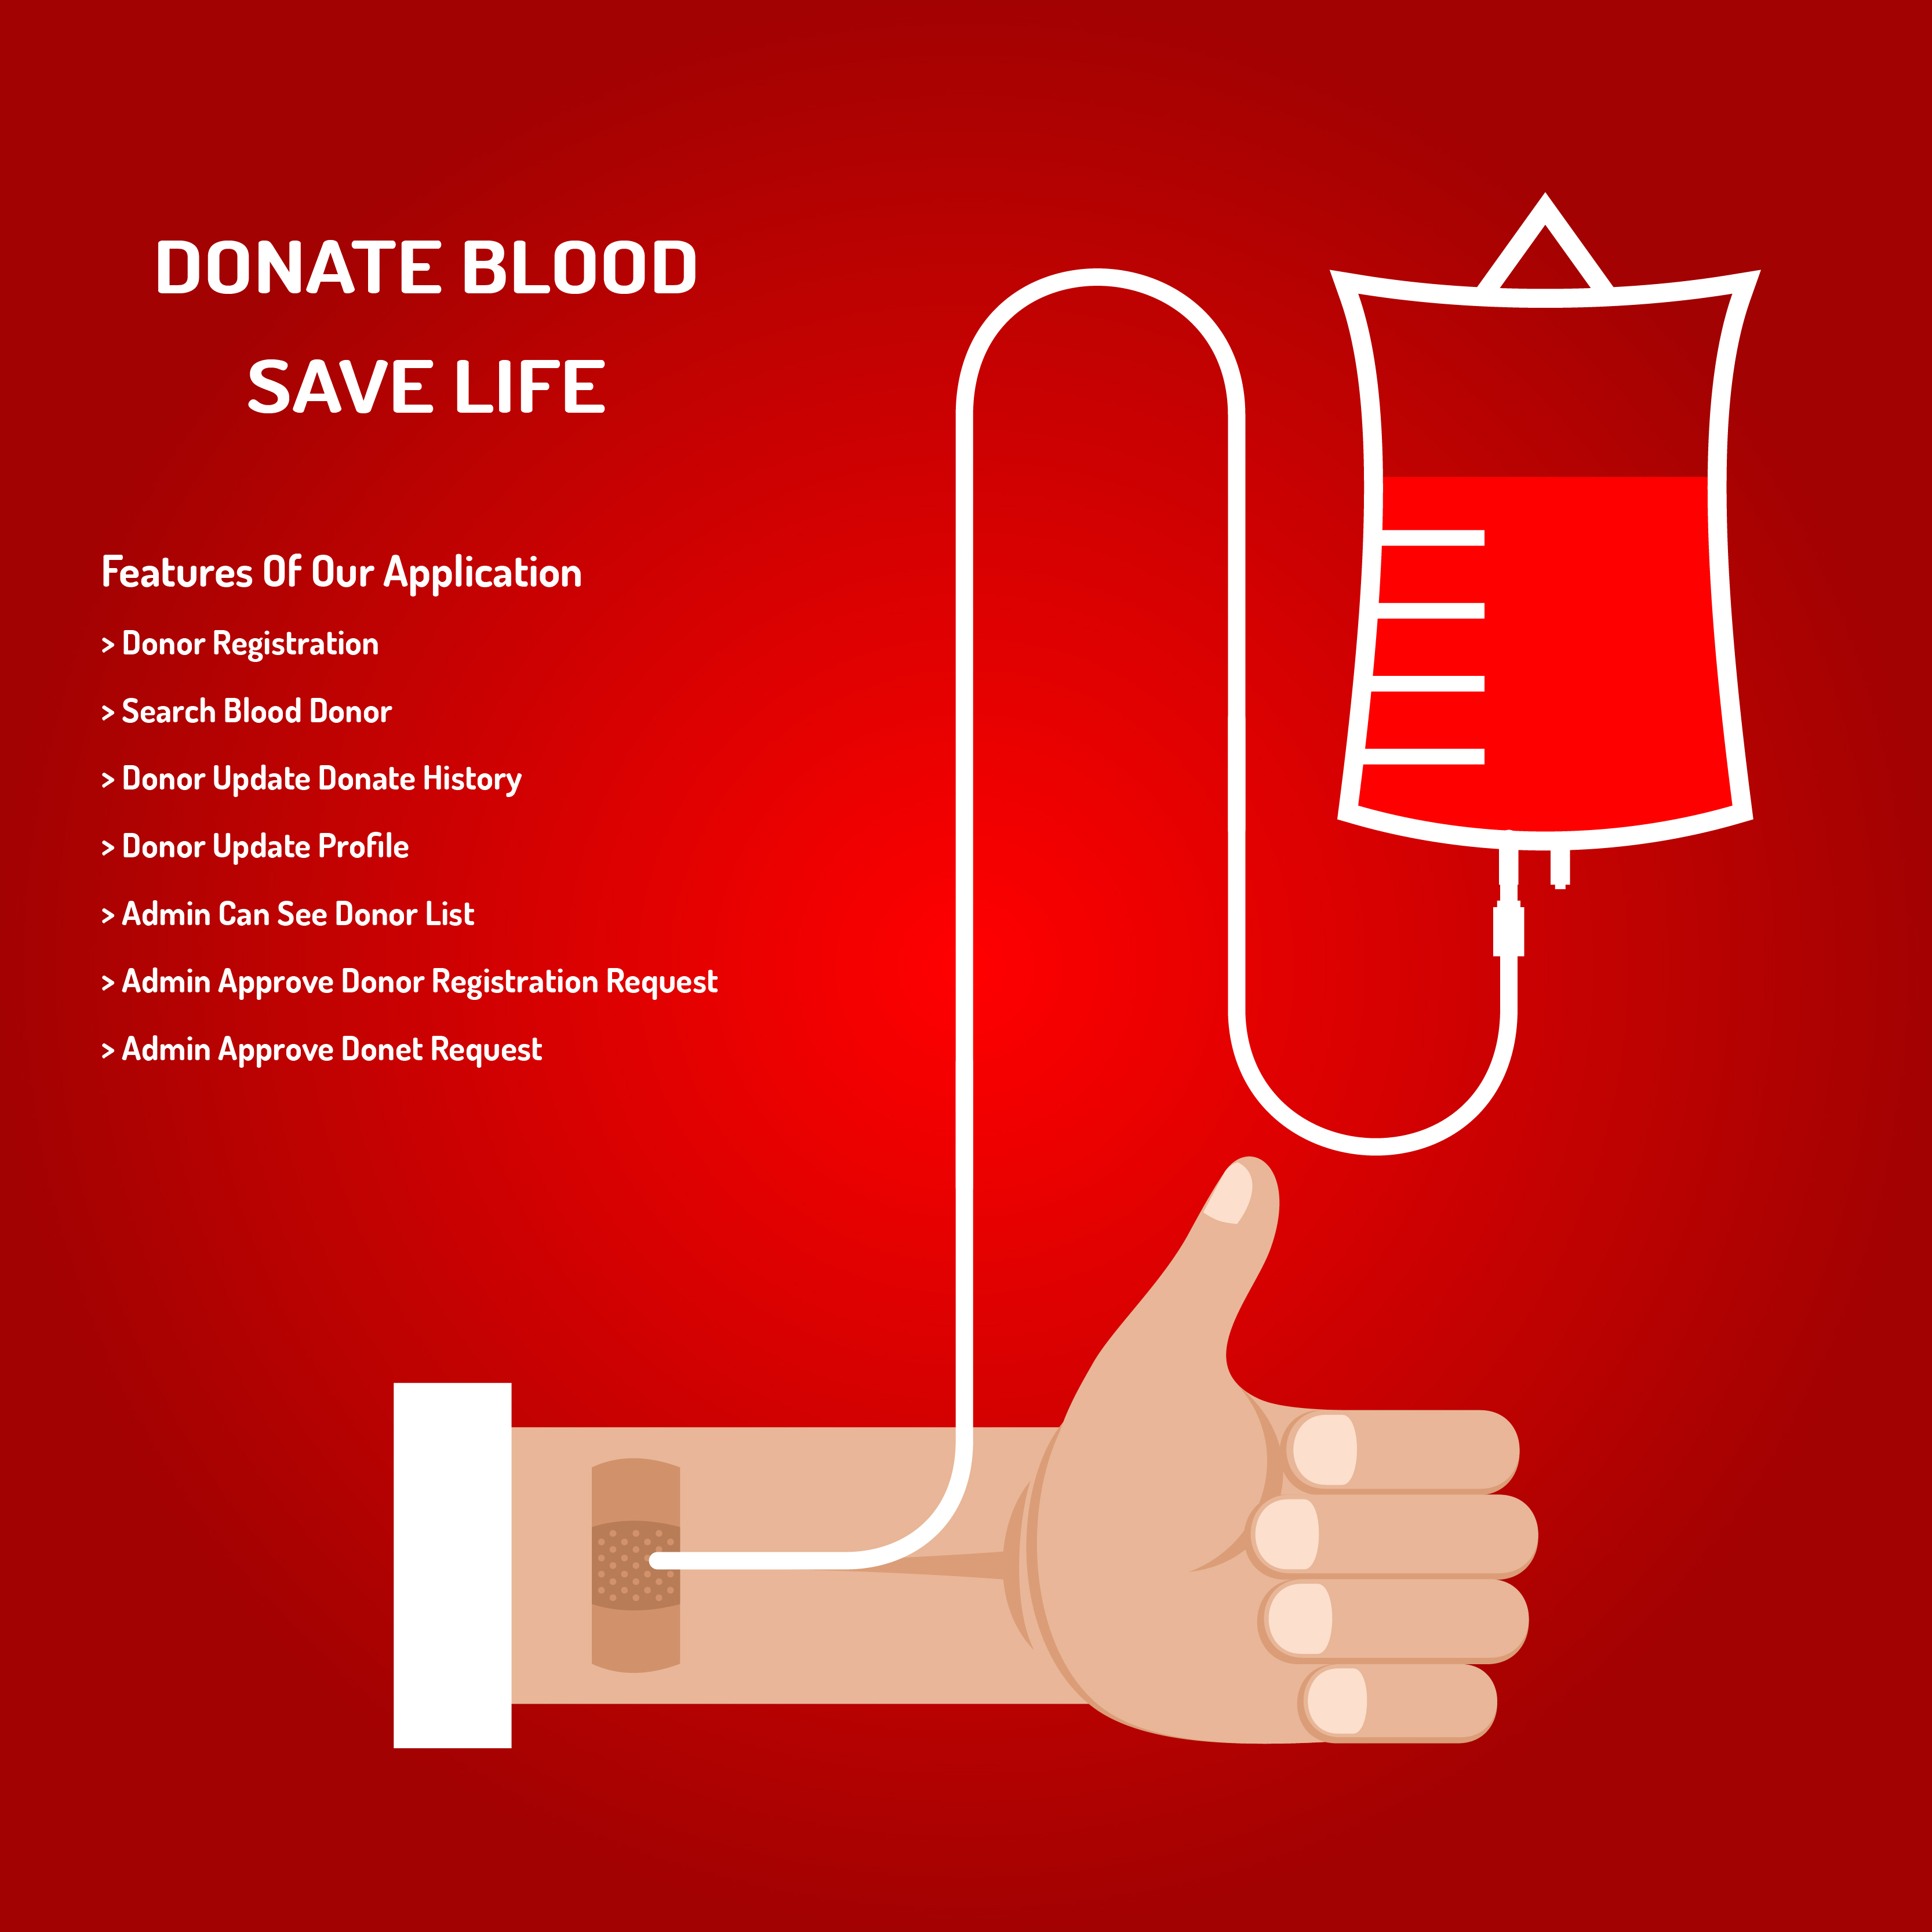 DONATE BLOOD
SAVE LIFE
Features Of Our Application
> Donor Registration
> Search Blood Donor
> Donor Update Donate History
> Donor Update Profile
> Admin Can See Donor List
> Admin Approve Donor Registration Request
> Admin Approve Donet Request